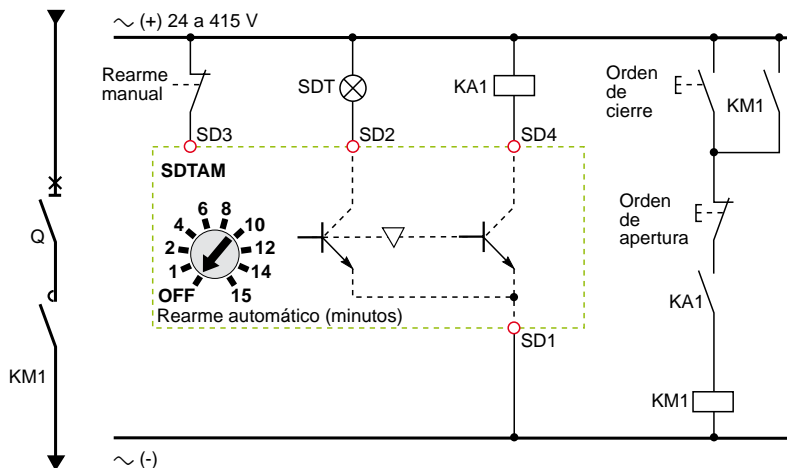 (+) 24 a 415 V
Rearme
manual
SDT
KA1
Orden
de
cierre
KM1
SD3
SD2
SD4
SDTAM
6
8
4
10
2
12
1
14
OFF
15
Rearme automático (minutos)
SD1
Orden
de
apertura
KA1
KM1
Q
KM1
(-)